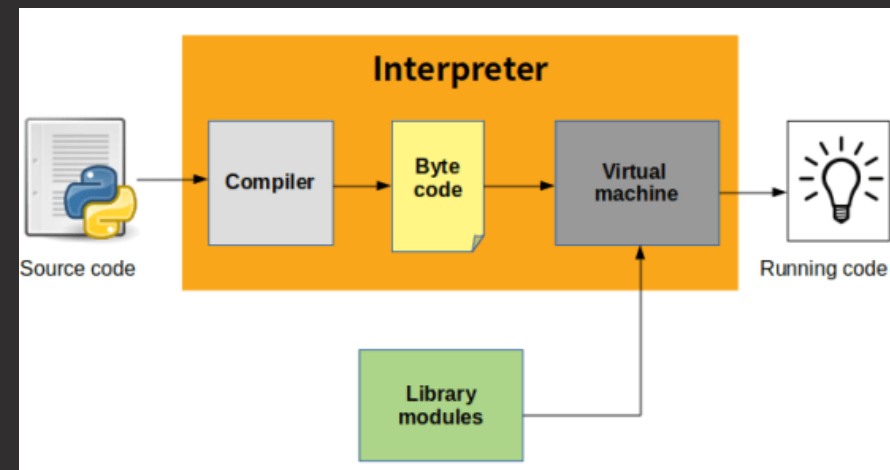 Interpreter
Source code
Compiler
Byte
code
Virtual
machine
Running code
Library
modules